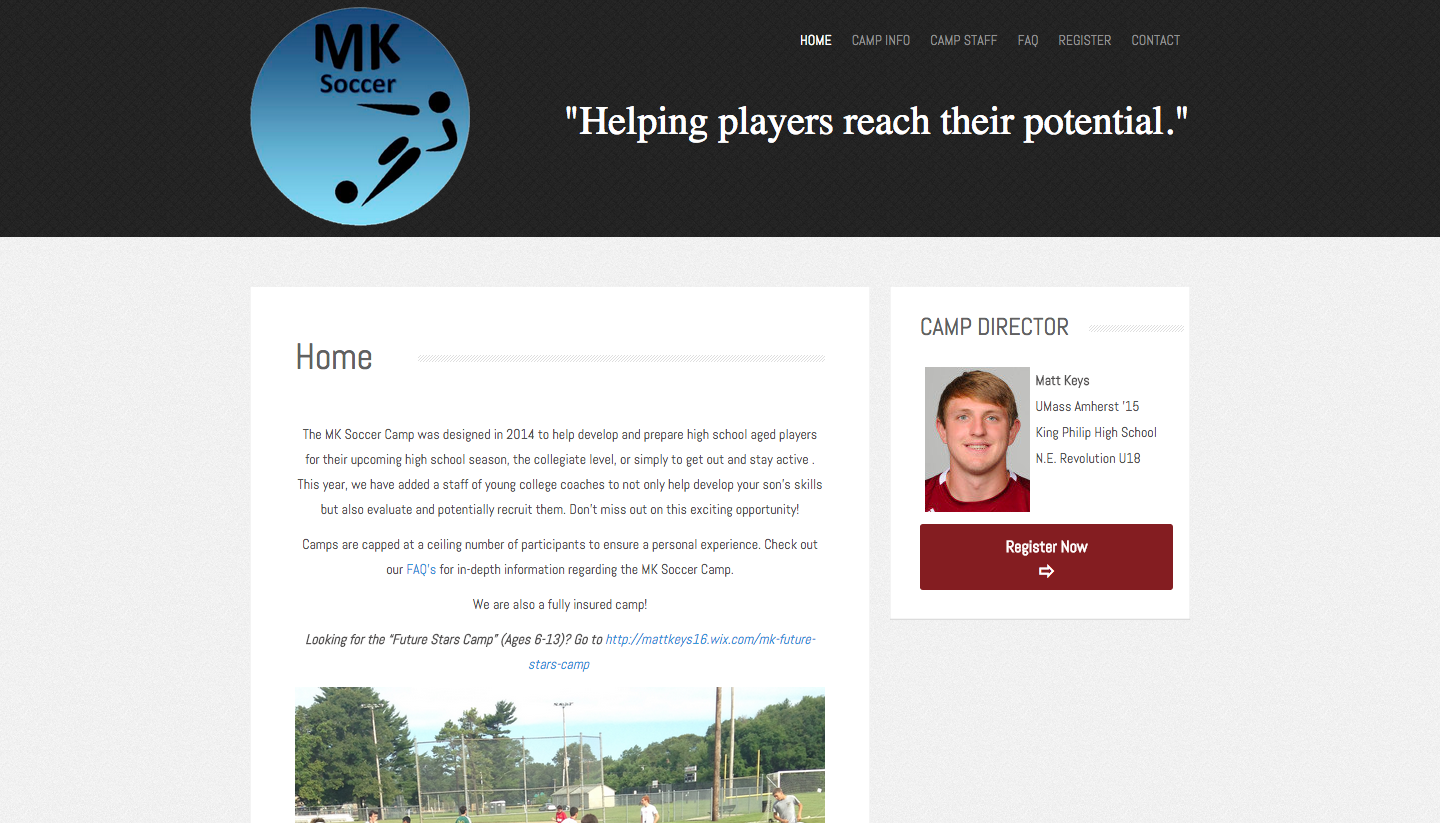 MK
Soccer
HOME CAMP INFO CAMP STAFF FAQ REGISTER CONTACT
"Helping players reach their potential."
Home
The MK Soccer Camp was designed in 2014 to help develop and prepare high school aged players
for their upcoming high school season, the collegiate level, or simply to get out and stay active .
This year, we have added a staff of young college coaches to not only help develop your son's skills
but also evaluate and potentially recruit them. Don't miss out on this exciting opportunity!
Camps are capped at a ceiling number of participants to ensure a personal experience. Check out
our FAQ's for in-depth information regarding the MK Soccer Camp.
We are also a fully insured camp!
Looking for the “Future Stars Camp” (Ages 6-13)? Go to http://mattkeys16.wix.com/mk-future-
stars-camp
CAMP DIRECTOR
Matt Keys
UMass Amherst '15
King Philip High School
N.E. Revolution U18
Register Now
⇨